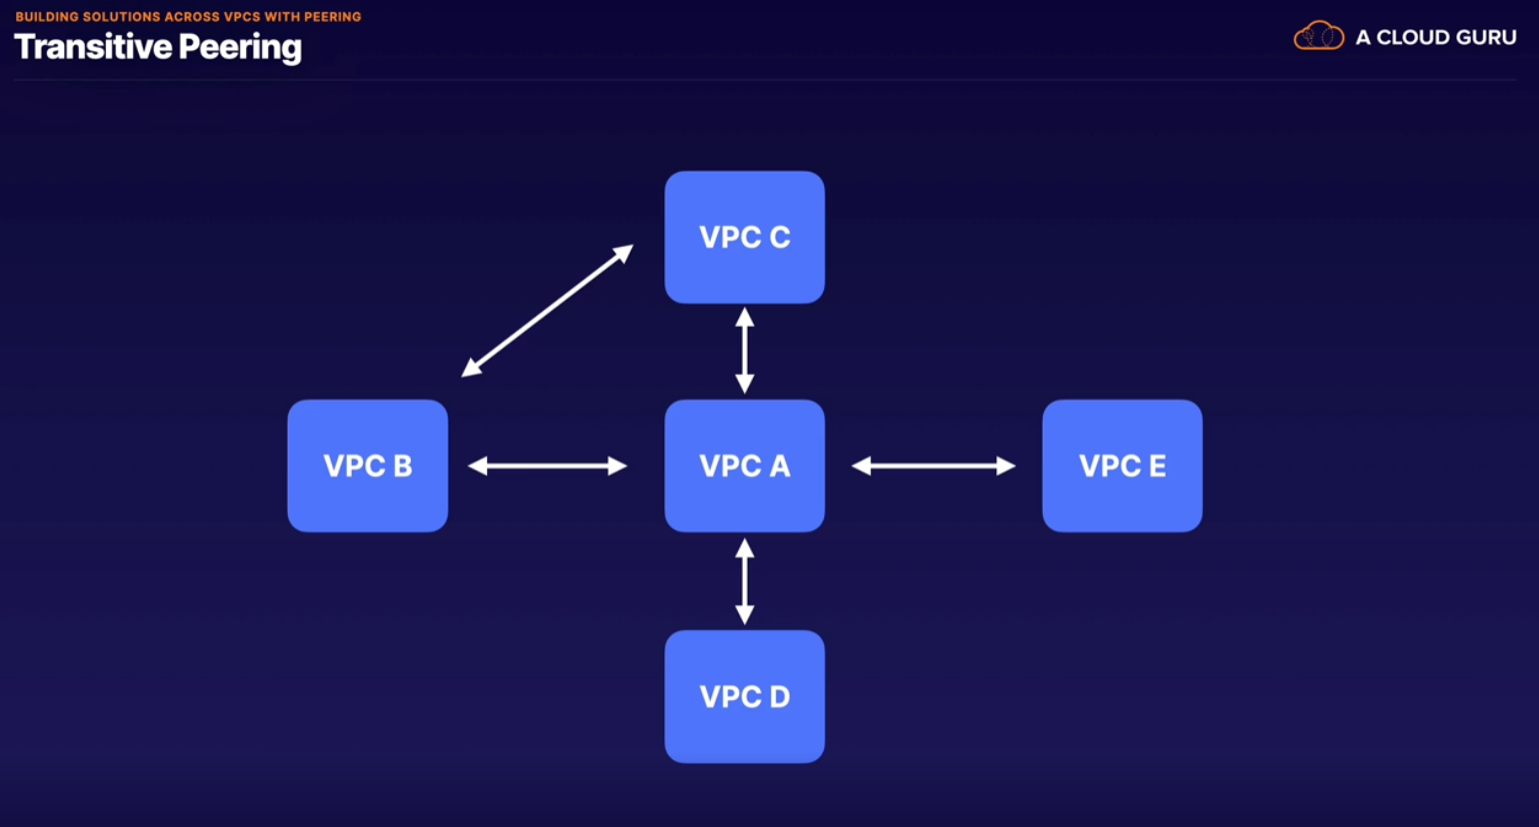 BUILDING SOLUTIONS ACROSS VPCS WITH PEERING
Transitive Peering
A CLOUD GURU
VPC C
VPC B
VPC A
VPC E
VPC D